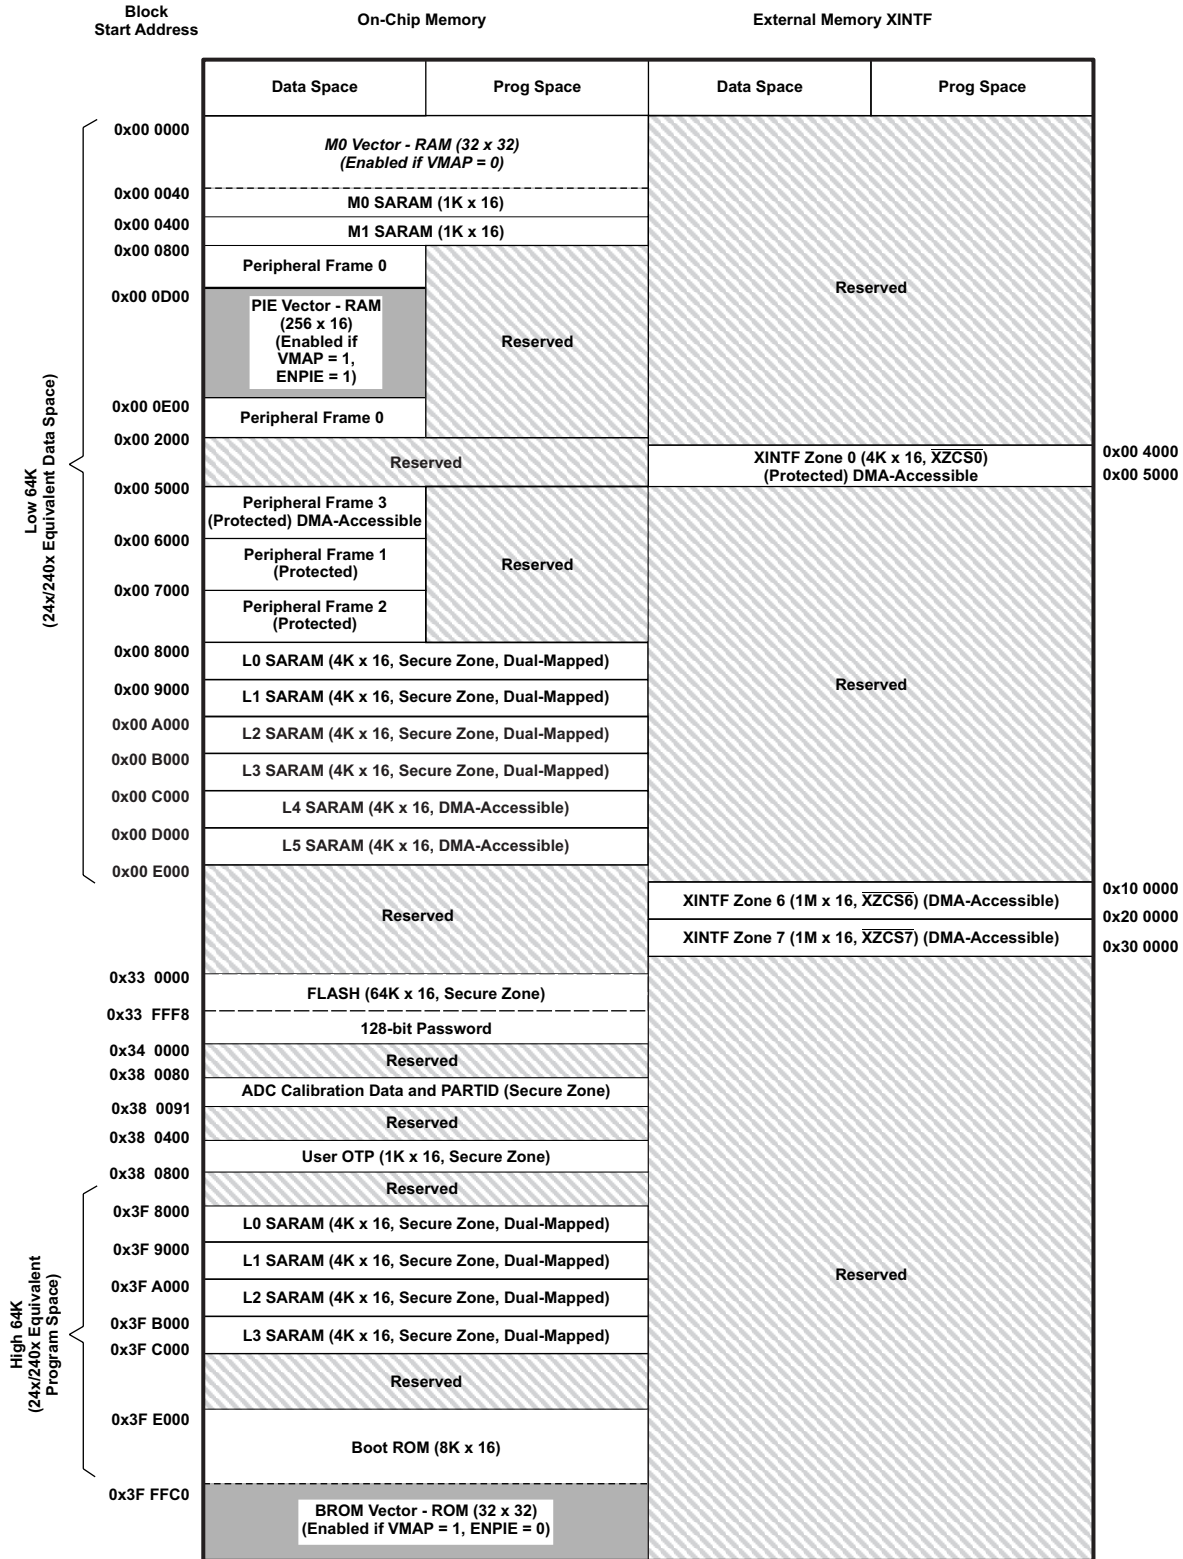 Block
Start Address
On-Chip Memory
External Memory XINTF
Data Space
Prog Space
Data Space
Prog Space
0x00 0000
M0 Vector - RAM (32 x 32)
(Enabled if VMAP = 0)
0x00 0040
M0 SARAM (1K x 16)
0x00 0400
M1 SARAM (1K x 16)
0x00 0800
Peripheral Frame 0
0x00 0D00
PIE Vector - RAM
(256 x 16)
(Enabled if
VMAP = 1,
ENPIE = 1)
Reserved
Reserved
0x00 0E00
Peripheral Frame 0
0x00 2000
Reserved
XINTF Zone 0 (4K x 16, XZCS0)
(Protected) DMA-Accessible
0x00 4000
0x00 5000
0x00 5000
Peripheral Frame 3
(Protected) DMA-Accessible
0x00 6000
Peripheral Frame 1
(Protected)
Reserved
0x00 7000
Peripheral Frame 2
(Protected)
0x00 8000
L0 SARAM (4K x 16, Secure Zone, Dual-Mapped)
0x00 9000
L1 SARAM (4K x 16, Secure Zone, Dual-Mapped)
Reserved
0x00 A000
L2 SARAM (4K x 16, Secure Zone, Dual-Mapped)
0x00 B000
L3 SARAM (4K x 16, Secure Zone, Dual-Mapped)
0x00 C000
L4 SARAM (4K x 16, DMA-Accessible)
0x00 D000
L5 SARAM (4K x 16, DMA-Accessible)
0x00 E000
Low 64K
(24x/240x Equivalent Data Space)
Reserved
XINTF Zone 6 (1M x 16, XZCS6) (DMA-Accessible)
0x10 0000
0x20 0000
XINTF Zone 7 (1M x 16, XZCS7) (DMA-Accessible)
0x30 0000
0x33 0000
FLASH (64K x 16, Secure Zone)
0x33 FFF8
128-bit Password
0x34 0000
Reserved
0x38 0080
ADC Calibration Data and PARTID (Secure Zone)
0x38 0091
Reserved
0x38 0400
User OTP (1K x 16, Secure Zone)
0x38 0800
Reserved
0x3F 8000
L0 SARAM (4K x 16, Secure Zone, Dual-Mapped)
0x3F 9000
L1 SARAM (4K x 16, Secure Zone, Dual-Mapped)
Reserved
0x3F A000
L2 SARAM (4K x 16, Secure Zone, Dual-Mapped)
0x3F B000
L3 SARAM (4K x 16, Secure Zone, Dual-Mapped)
0x3F C000
Reserved
0x3F E000
Boot ROM (8K x 16)
High 64K
(24x/240x Equivalent
Program Space)
0x3F FFC0
BROM Vector - ROM (32 x 32)
(Enabled if VMAP = 1, ENPIE = 0)